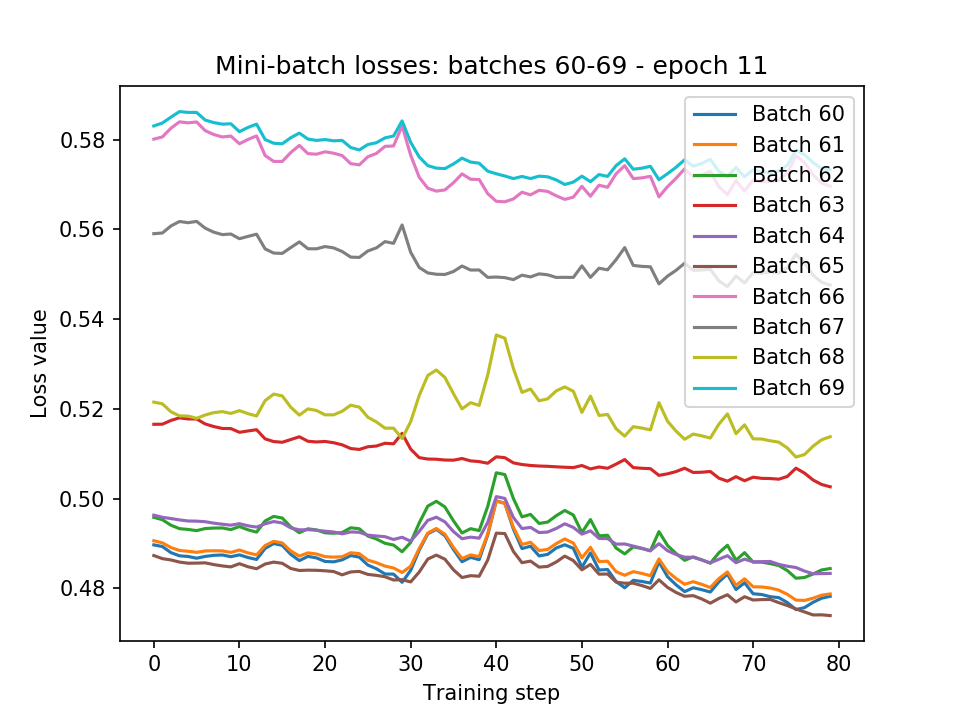 Mini-batch losses: batches 60-69 - epoch 11
Loss value
0.58
0.56
0.54
0.52
0.50
0.48
0
10
20
30
40
50
60
70
80
Training step
Batch 60
Batch 61
Batch 62
Batch 63
Batch 64
Batch 65
Batch 66
Batch 67
Batch 68
Batch 69